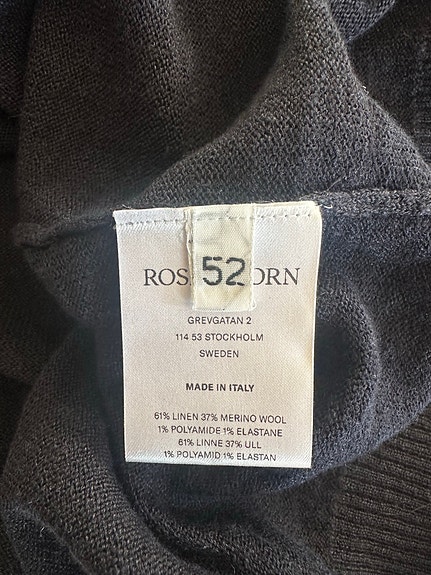 52
ROS ORN
GREVGATAN 2
114 53 STOCKHOLM
SWEDEN
MADE IN ITALY
61% LINEN 37% MERINO WOOL
1% POLYAMIDE 1% ELASTANE
61% LINNE 37% ULL
1% POLYAMID 1% ELASTAN